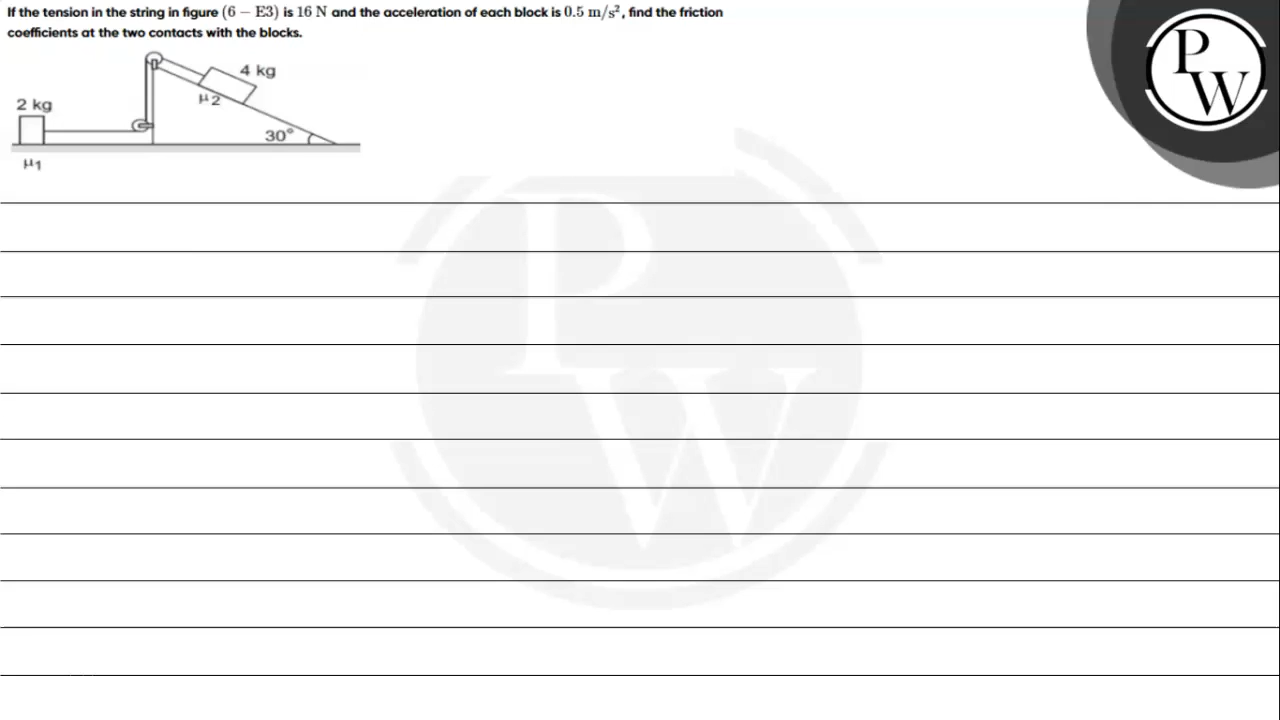 If the tension in the string in figure (6 − E3) is 16 N and the acceleration of each block is 0.5 m/s², find the friction
coefficients at the two contacts with the blocks.
4 kg
μ2
2 kg
30°
μ1
P
W
P
W